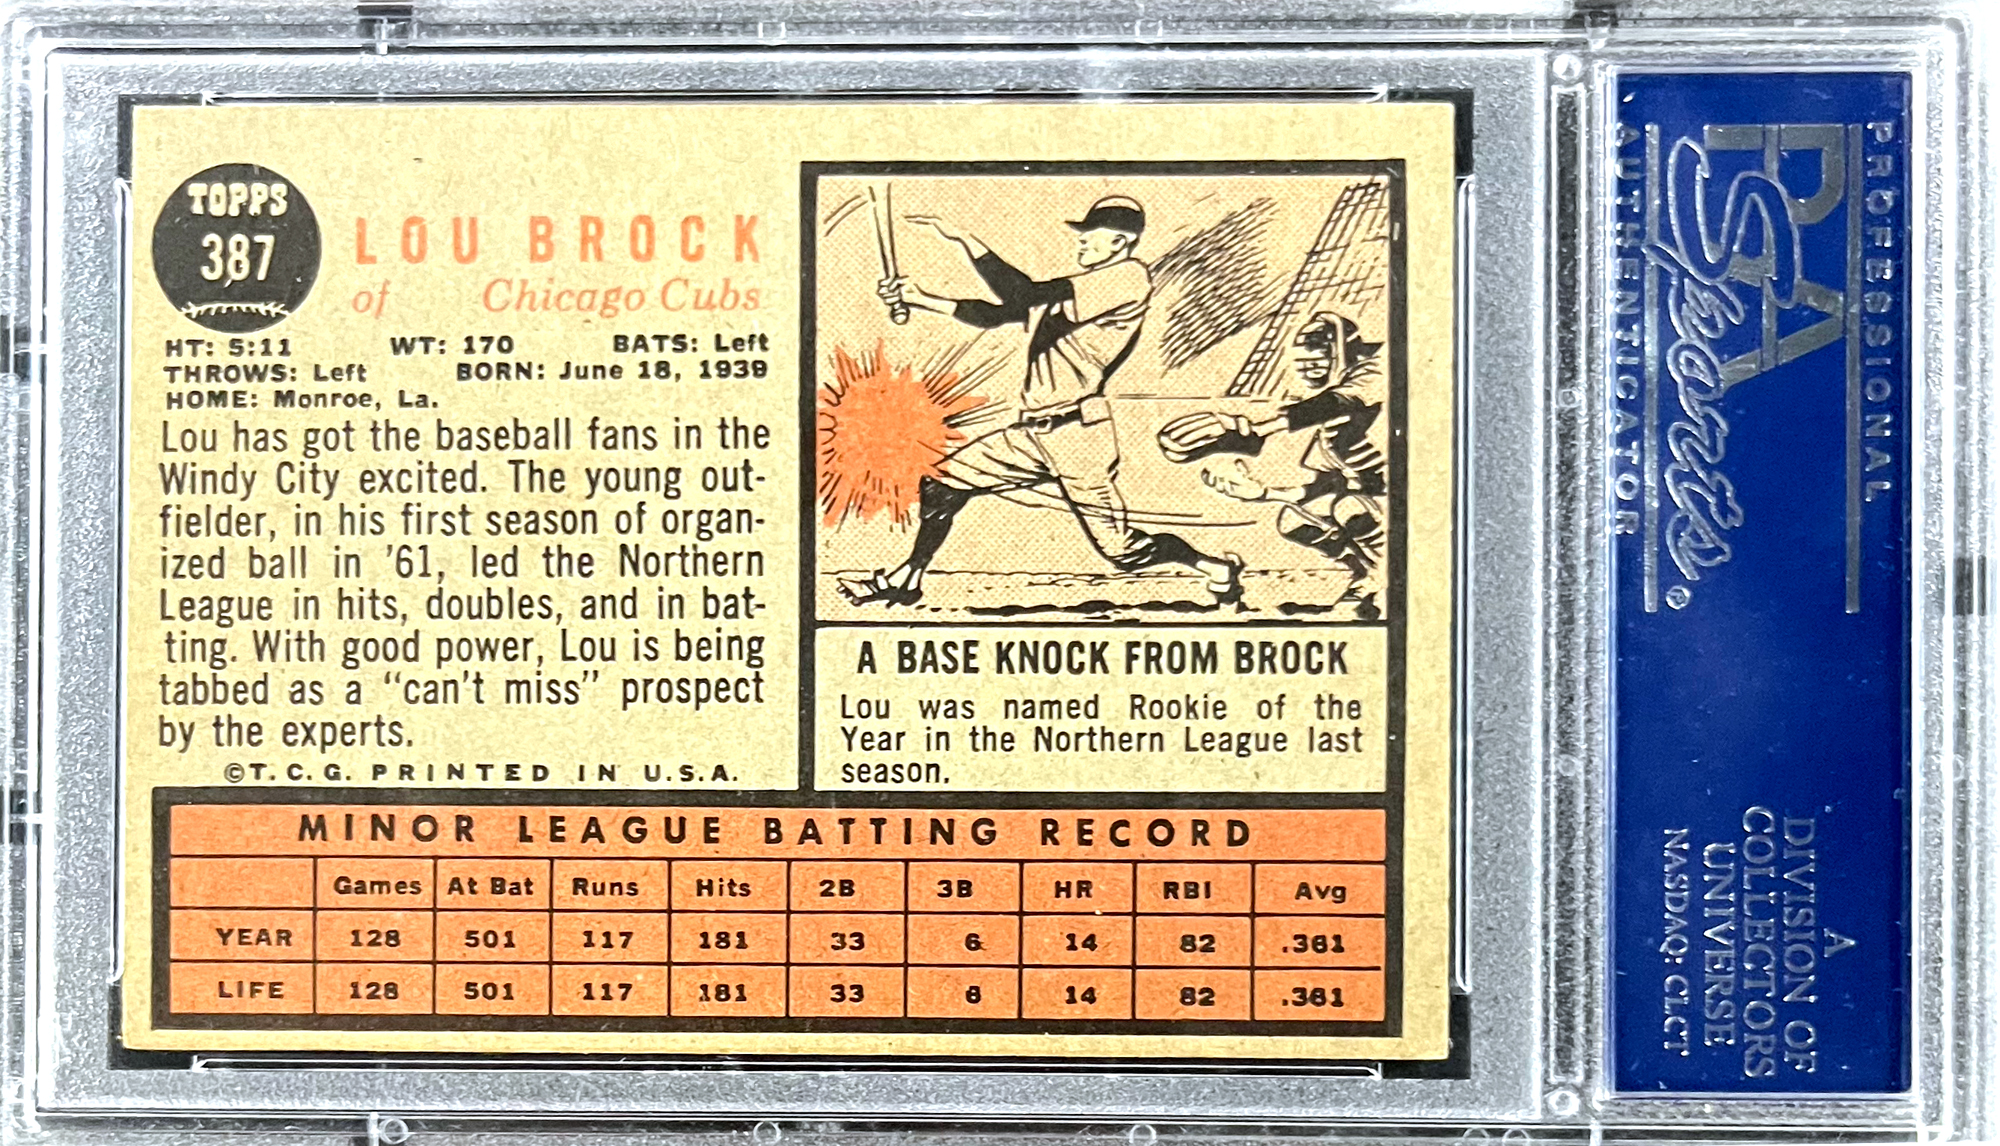 TOPPS
387
LOU BROCK
of Chicago Cubs
HT: 5:11 WT: 170 BATS: Left
THROWS: Left BORN: June 18, 1939
HOME: Monroe, La.
Lou has got the baseball fans in the
Windy City excited. The young out-
fielder, in his first season of organ-
ized ball in '61, led the Northern
League in hits, doubles, and in bat-
ting. With good power, Lou is being
tabbed as a “can't miss” prospect
by the experts.
©T. C. G. PRINTED IN U.S.A.
A BASE KNOCK FROM BROCK
Lou was named Rookie of the
Year in the Northern League last
season.
MINOR LEAGUE BATTING RECORD
Games At Bat Runs Hits 2B 3B HR RBI Avg
YEAR 128 501 117 181 33 6 14 82 .361
LIFE 128 501 117 181 33 6 14 82 .361
PROFESSIONAL
PSA
Sports
AUTHENTICATOR
A
DIVISION OF
COLLECTORS
UNIVERSE
NASDAQ: CLCT